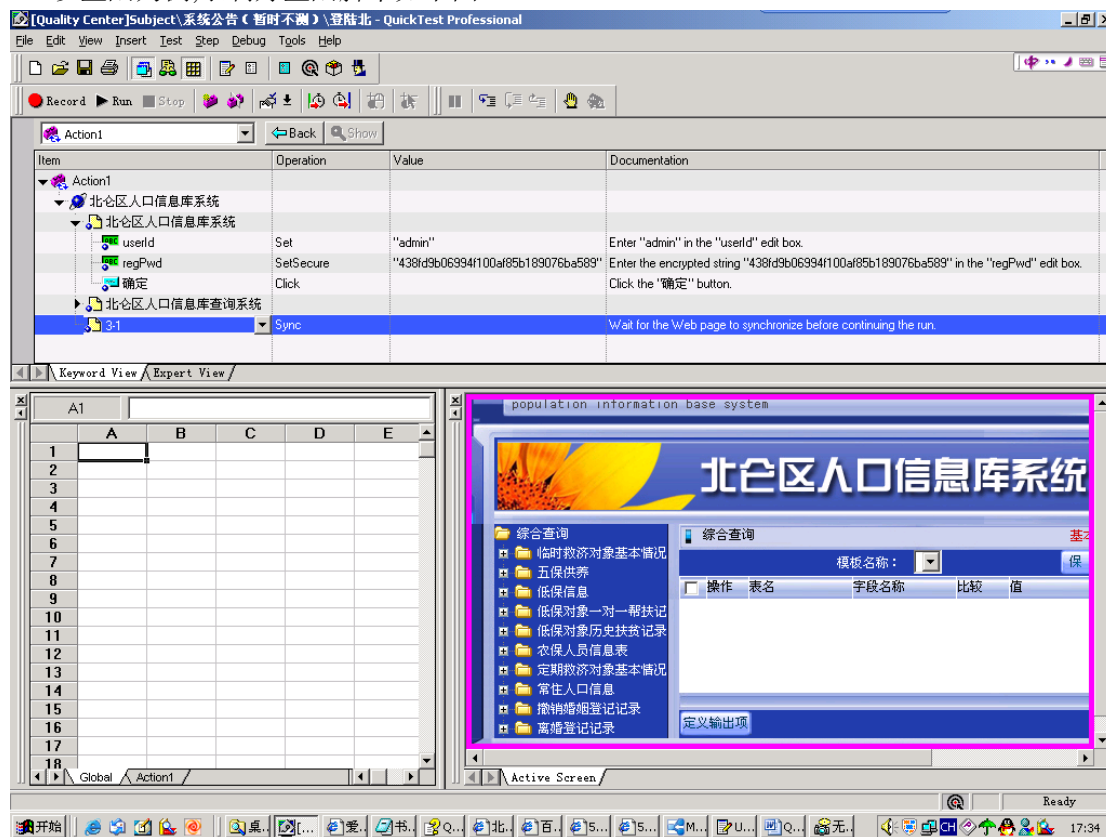 [Quality Center]Subject\系统公告（暂时不测）\登陆北 - QuickTest Professional
File Edit View Insert Test Step Debug Tools Help
Record Run Stop
Action1 Back Show
Item Operation Value Documentation
Action1
北仑区人口信息库系统
北仑区人口信息库系统
userId Set "admin" Enter "admin" in the "userId" edit box.
regPwd SetSecure "438fd9b06994f100af85b189076ba589" Enter the encrypted string "438fd9b06994f100af85b189076ba589" in the "regPwd" edit box.
确定 Click Click the "确定" button.
北仑区人口信息库查询系统
3-1 Sync Wait for the Web page to synchronize before continuing the run.
Keyword View Expert View
A1
A B C D E
1
2
3
4
5
6
7
8
9
10
11
12
13
14
15
16
17
18
Global Action1
population information base system
北仑区人口信息库系统
综合查询
临时救济对象基本情况
五保供养
低保信息
低保对象一对一帮扶记
低保对象历史扶贫记录
农保人员信息表
定期救济对象基本情况
常住人口信息
撤销婚姻登记记录
离婚登记记录
综合查询
模板名称： 保
操作 表名 字段名称 比较 值
定义输出项
Active Screen
Ready
开始 桌.. [... 爱.. 书.. Q... 北.. 百.. 5... 5... M... U... Q... 无.. CH 17:34